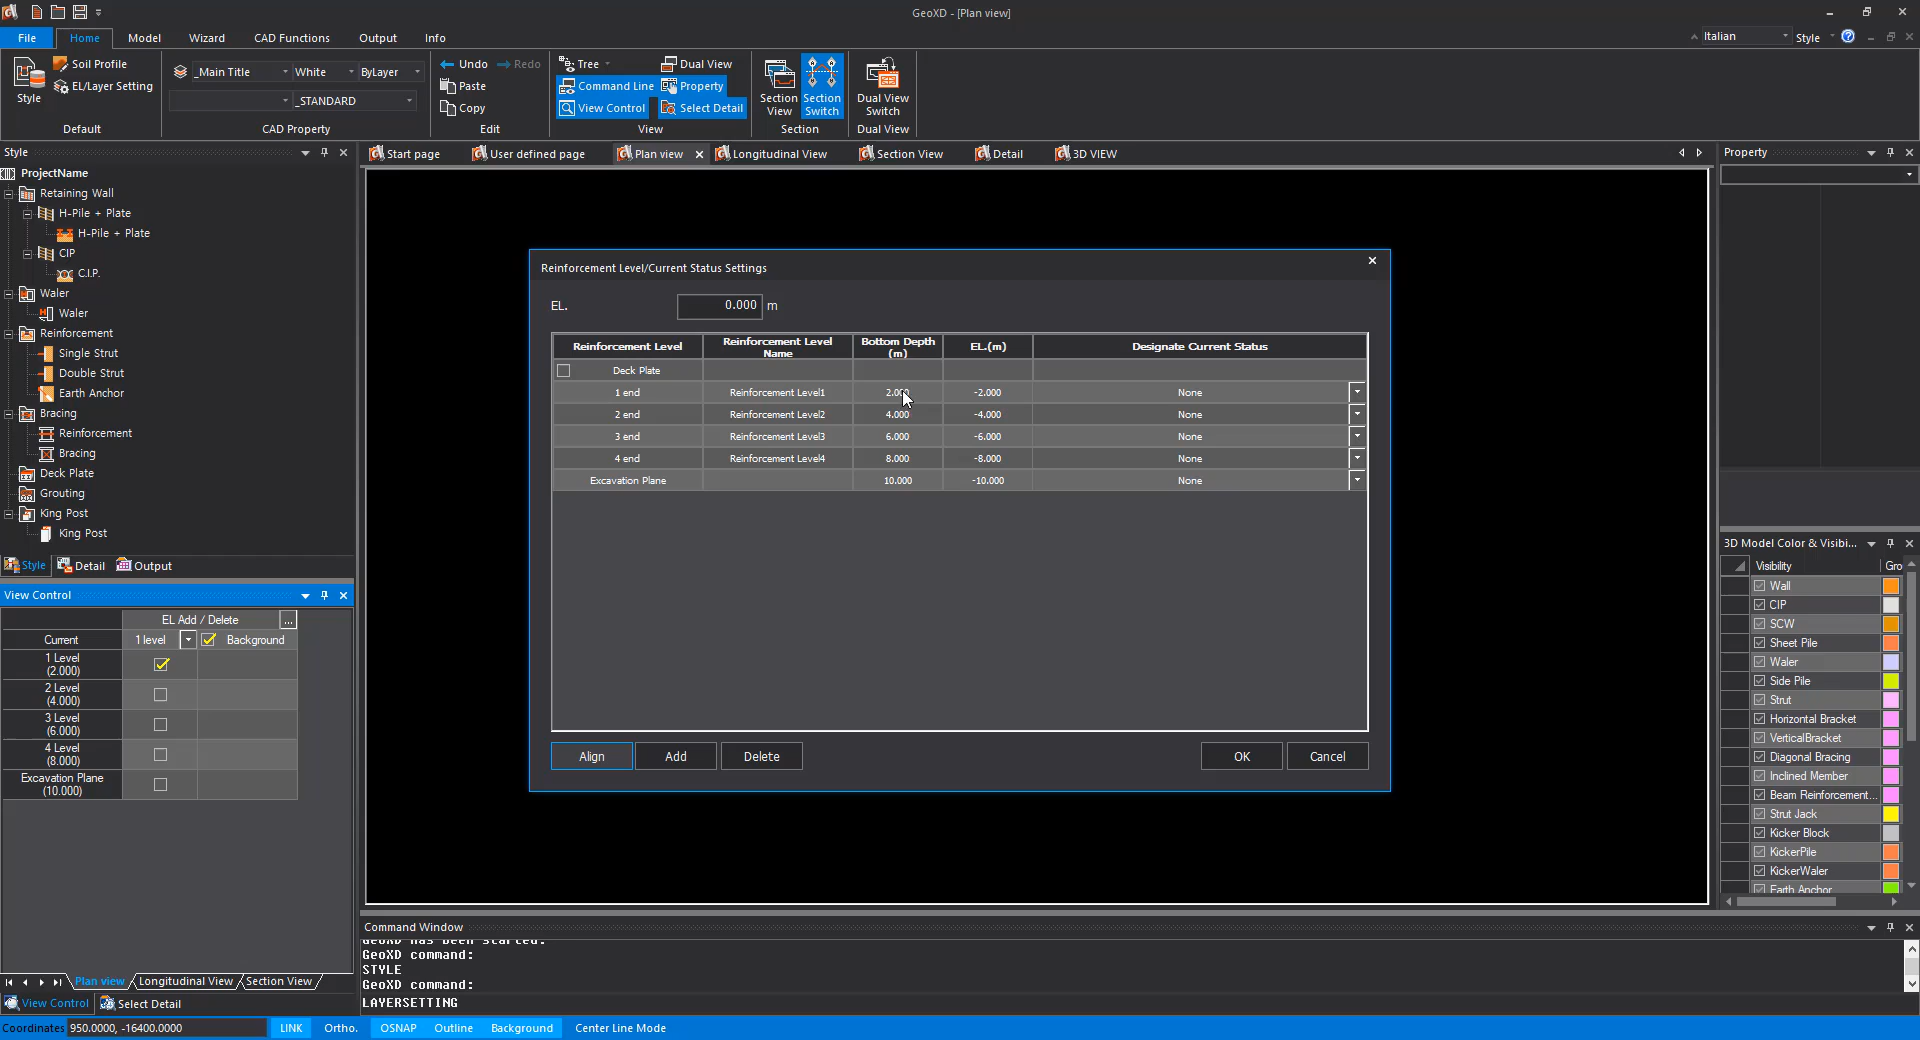 GeoXD - [Plan view]
File Home Model Wizard CAD Functions Output Info
Italian Style
Style
Soil Profile
EL/Layer Setting
Default
_Main Title White ByLayer
_STANDARD
CAD Property
Undo Redo
Paste
Copy
Edit
Tree Dual View
Command Line Property
View Control Select Detail
View
Section View
Section Switch
Section
Dual View Switch
Dual View
Style
ProjectName
Retaining Wall
H-Pile + Plate
H-Pile + Plate
CIP
C.I.P.
Waler
Waler
Reinforcement
Single Strut
Double Strut
Earth Anchor
Bracing
Reinforcement
Bracing
Deck Plate
Grouting
King Post
King Post
Style Detail Output
View Control
EL Add / Delete ...
Current 1 level Background
1 Level
(2.000)
2 Level
(4.000)
3 Level
(6.000)
4 Level
(8.000)
Excavation Plane
(10.000)
Plan view Longitudinal View Section View
View Control Select Detail
Start page User defined page Plan view Longitudinal View Section View Detail 3D VIEW
Reinforcement Level/Current Status Settings
EL. 0.000 m
Reinforcement Level Reinforcement Level Name Bottom Depth (m) EL.(m) Designate Current Status
Deck Plate
1 end Reinforcement Level1 2.000 -2.000 None
2 end Reinforcement Level2 4.000 -4.000 None
3 end Reinforcement Level3 6.000 -6.000 None
4 end Reinforcement Level4 8.000 -8.000 None
Excavation Plane 10.000 -10.000 None
Align Add Delete OK Cancel
Property
3D Model Color & Visibi...
Visibility Gro
Wall
CIP
SCW
Sheet Pile
Waler
Side Pile
Strut
Horizontal Bracket
VerticalBracket
Diagonal Bracing
Inclined Member
Beam Reinforcement...
Strut Jack
Kicker Block
KickerPile
KickerWaler
Earth Anchor
Command Window
GeoXD has been started.
GeoXD command:
STYLE
GeoXD command:
LAYERSETTING
Coordinates 950.0000, -16400.0000 LINK Ortho. OSNAP Outline Background Center Line Mode